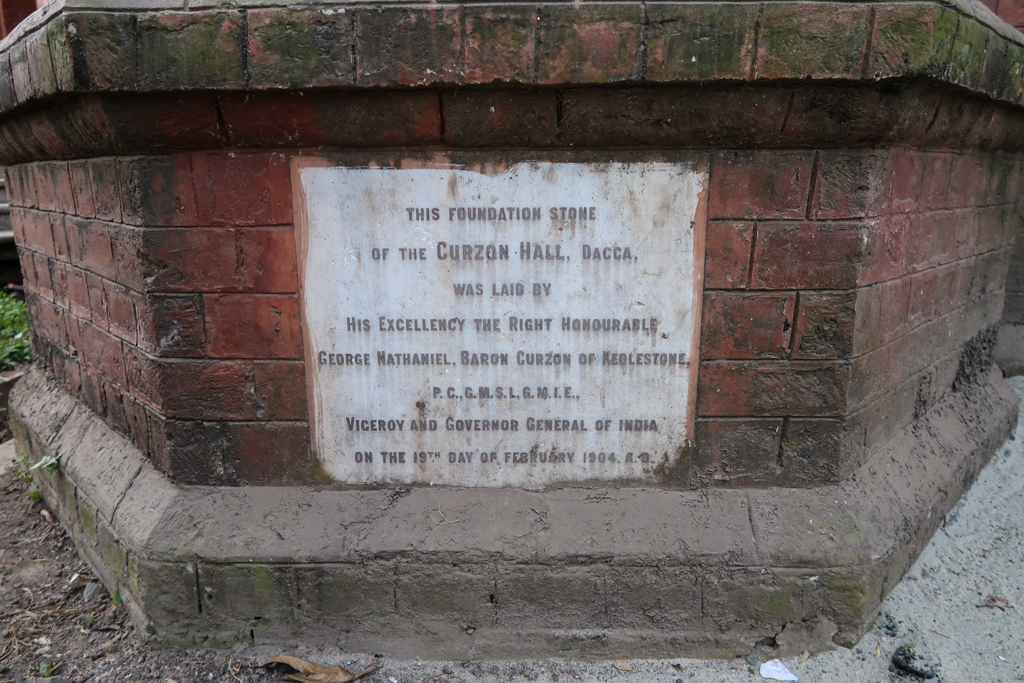 THIS FOUNDATION STONE
OF THE CURZON HALL, DACCA,
WAS LAID BY
HIS EXCELLENCY THE RIGHT HONOURABLE
GEORGE NATHANIEL, BARON CURZON OF KEDLESTONE,
P.C., G.M.S.I., G.M.I.E.,
VICEROY AND GOVERNOR GENERAL OF INDIA
ON THE 19TH DAY OF FEBRUARY 1904. A.D.